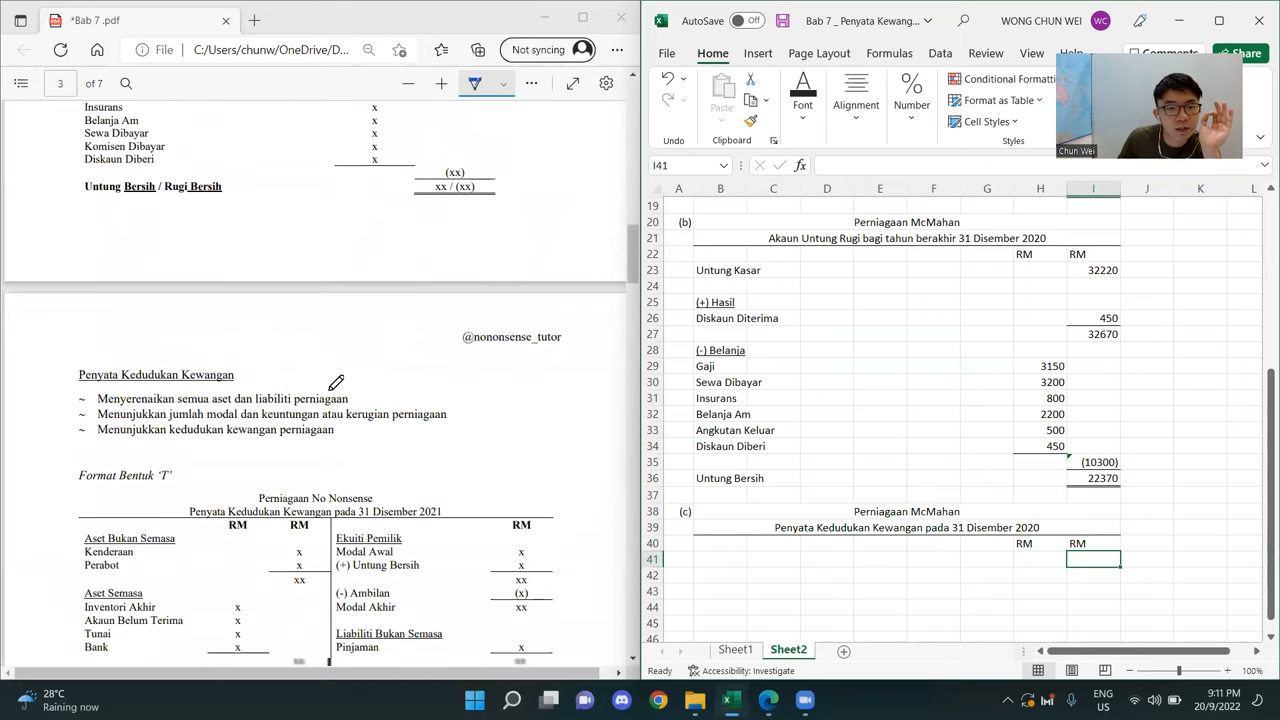 *Bab 7 .pdf
File
C:/Users/chunw/OneDrive/D...
Not syncing
3 of 7
Insurans x
Belanja Am x
Sewa Dibayar x
Komisen Dibayar x
Diskaun Diberi x
(xx)
Untung Bersih / Rugi Bersih xx / (xx)
@nononsense_tutor
Penyata Kedudukan Kewangan
~ Menyerenaikan semua aset dan liabiliti perniagaan
~ Menunjukkan jumlah modal dan keuntungan atau kerugian perniagaan
~ Menunjukkan kedudukan kewangan perniagaan
Format Bentuk ‘T’
Perniagaan No Nonsense
Penyata Kedudukan Kewangan pada 31 Disember 2021
RM RM RM
Aset Bukan Semasa Ekuiti Pemilik
Kenderaan x Modal Awal x
Perabot x (+) Untung Bersih x
xx xx
Aset Semasa (-) Ambilan (x)
Inventori Akhir x Modal Akhir xx
Akaun Belum Terima x
Tunai x Liabiliti Bukan Semasa
Bank x Pinjaman x
AutoSave Off Bab 7 _ Penyata Kewang... WONG CHUN WEI WC
File Home Insert Draw Page Layout Formulas Data Review View Help Comments Share
Undo
Paste
Clipboard
Font
Alignment
Number
Conditional Formatti
Format as Table
Cell Styles
Styles
Chun Wei
I41 fx
A B C D E F G H I J K L
19
20 (b) Perniagaan McMahan
21 Akaun Untung Rugi bagi tahun berakhir 31 Disember 2020
22 RM RM
23 Untung Kasar 32220
24
25 (+) Hasil
26 Diskaun Diterima 450
27 32670
28 (-) Belanja
29 Gaji 3150
30 Sewa Dibayar 3200
31 Insurans 800
32 Belanja Am 2200
33 Angkutan Keluar 500
34 Diskaun Diberi 450
35 (10300)
36 Untung Bersih 22370
37
38 (c) Perniagaan McMahan
39 Penyata Kedudukan Kewangan pada 31 Disember 2020
40 RM RM
41
42
43
44
45
46
Sheet1 Sheet2
Ready Accessibility: Investigate 100%
28°C
Raining now
ENG
US
9:11 PM
20/9/2022